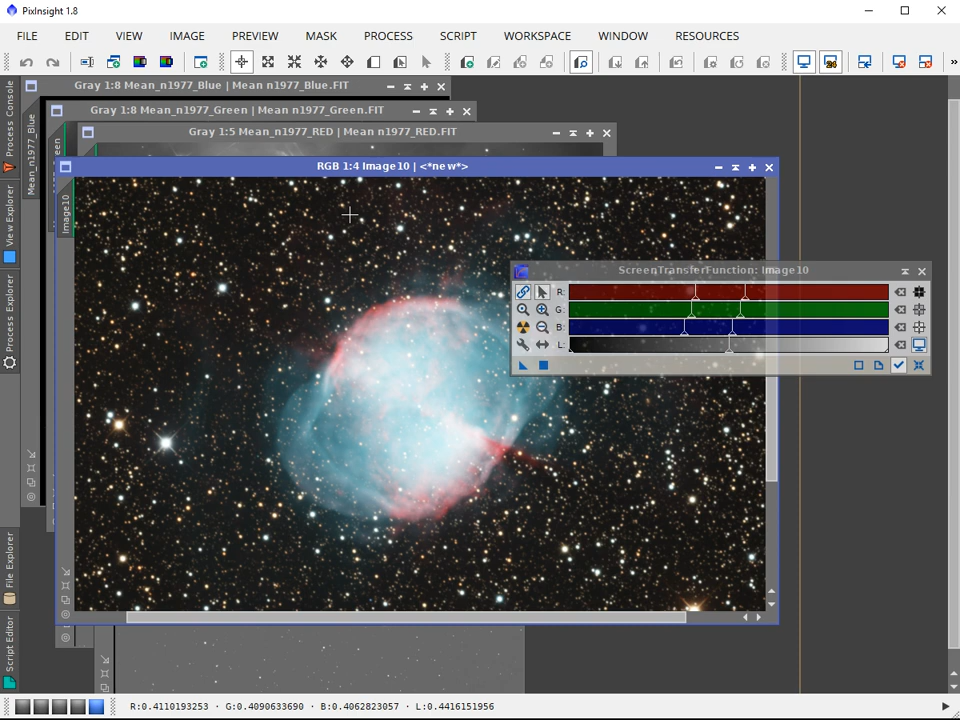 PixInsight 1.8
FILE EDIT VIEW IMAGE PREVIEW MASK PROCESS SCRIPT WORKSPACE WINDOW RESOURCES
Process Console
View Explorer
Process Explorer
File Explorer
Script Editor
Gray 1:8 Mean_n1977_Blue | Mean n1977_Blue.FIT
Mean_n1977_Blue
Gray 1:8 Mean_n1977_Green | Mean n1977_Green.FIT
Gray 1:5 Mean_n1977_RED | Mean n1977_RED.FIT
RGB 1:4 Image10 | <*new*>
Image10
ScreenTransferFunction: Image10
R:
G:
B:
L:
R:0.4110193253 · G:0.4090633690 · B:0.4062823057 · L:0.4416151956